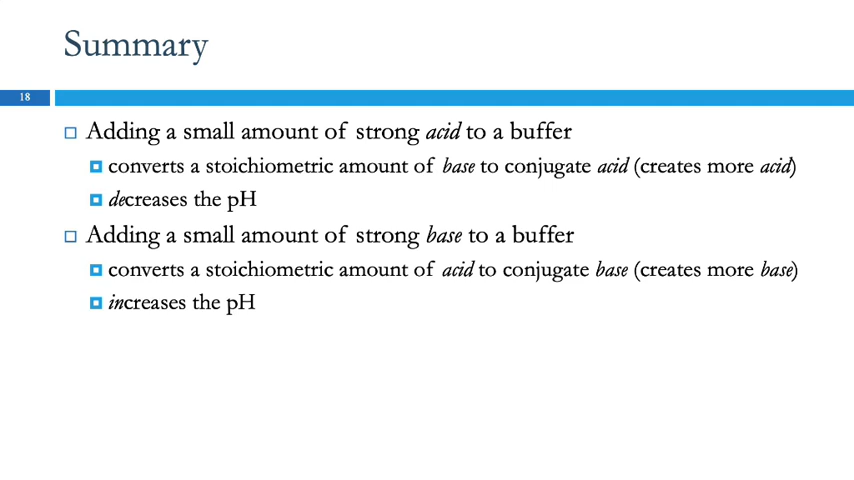 Summary
18
Adding a small amount of strong acid to a buffer
converts a stoichiometric amount of base to conjugate acid (creates more acid)
decreases the pH
Adding a small amount of strong base to a buffer
converts a stoichiometric amount of acid to conjugate base (creates more base)
increases the pH